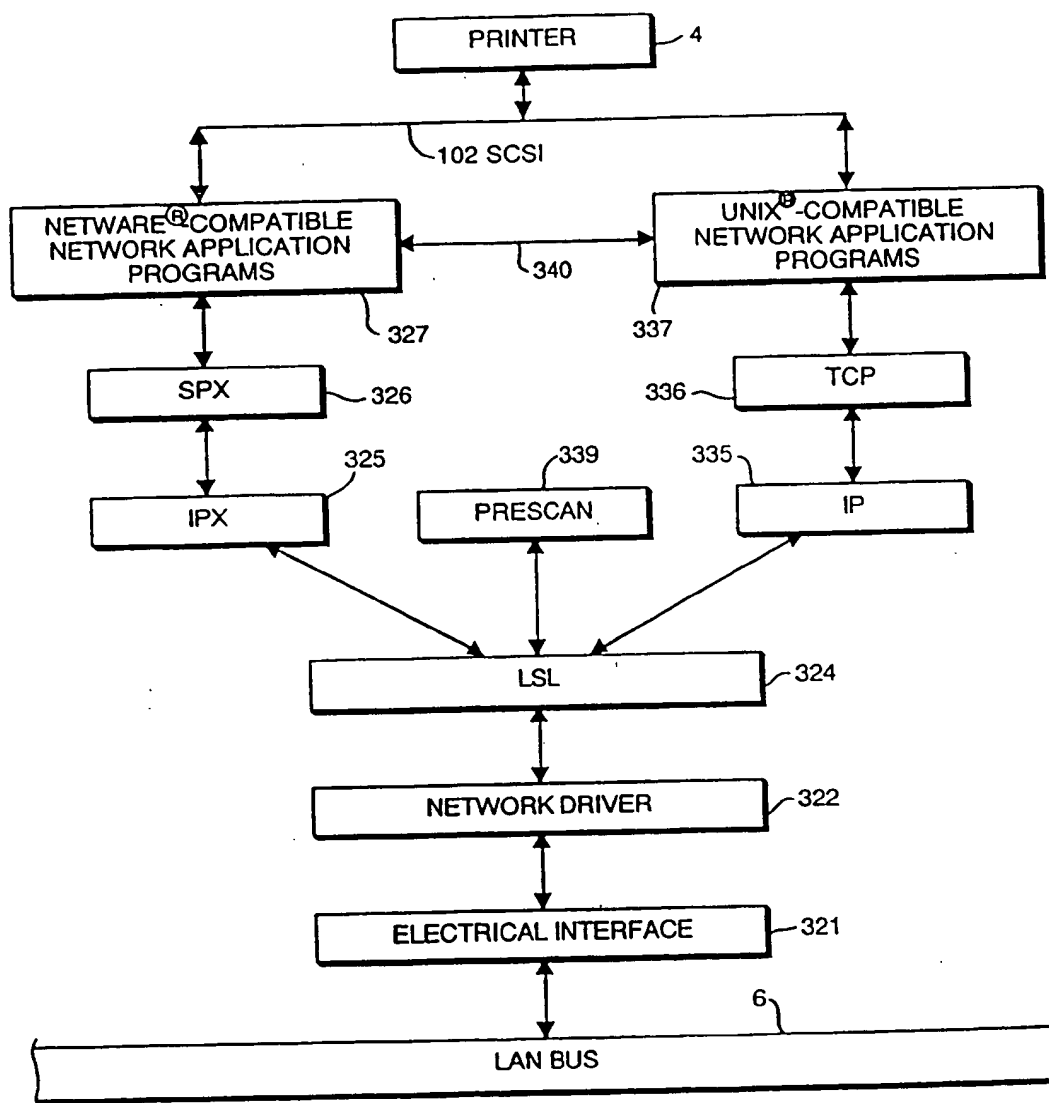 PRINTER
4
102 SCSI
NETWARE®-COMPATIBLE
NETWORK APPLICATION
PROGRAMS
UNIX®-COMPATIBLE
NETWORK APPLICATION
PROGRAMS
340
327
337
SPX
326
TCP
336
325
339
335
IPX
PRESCAN
IP
LSL
324
NETWORK DRIVER
322
ELECTRICAL INTERFACE
321
6
LAN BUS